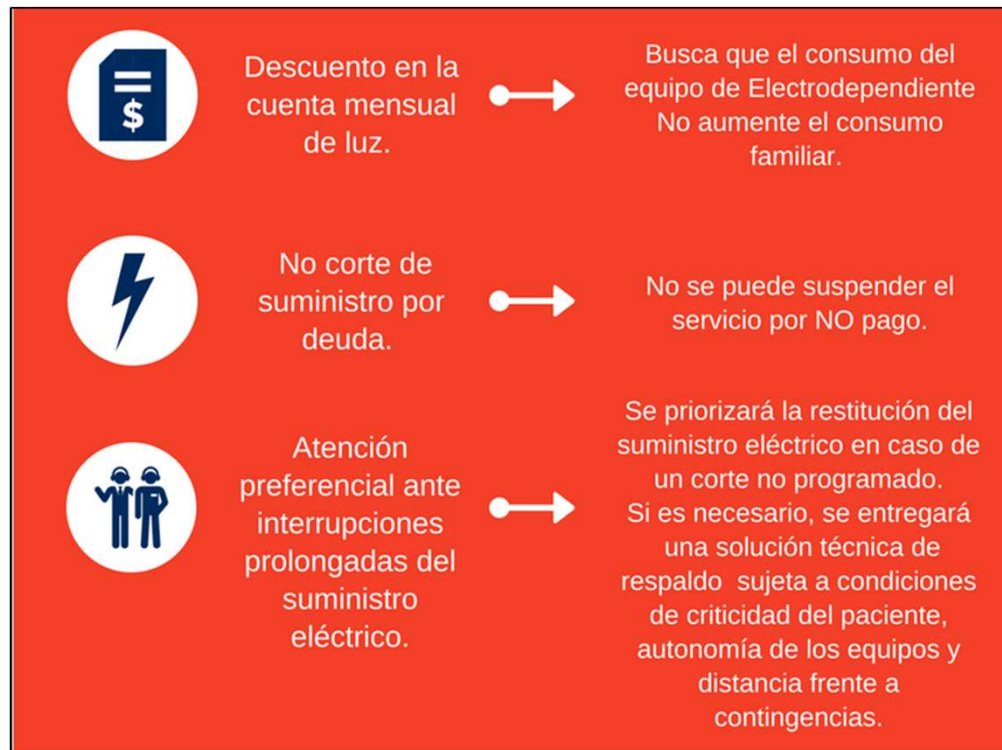 $
Descuento en la
cuenta mensual
de luz.
Busca que el consumo del
equipo de Electrodependiente
No aumente el consumo
familiar.
No corte de
suministro por
deuda.
No se puede suspender el
servicio por NO pago.
Atención
preferencial ante
interrupciones
prolongadas del
suministro
eléctrico.
Se priorizará la restitución del
suministro eléctrico en caso de
un corte no programado.
Si es necesario, se entregará
una solución técnica de
respaldo sujeta a condiciones
de criticidad del paciente,
autonomía de los equipos y
distancia frente a
contingencias.